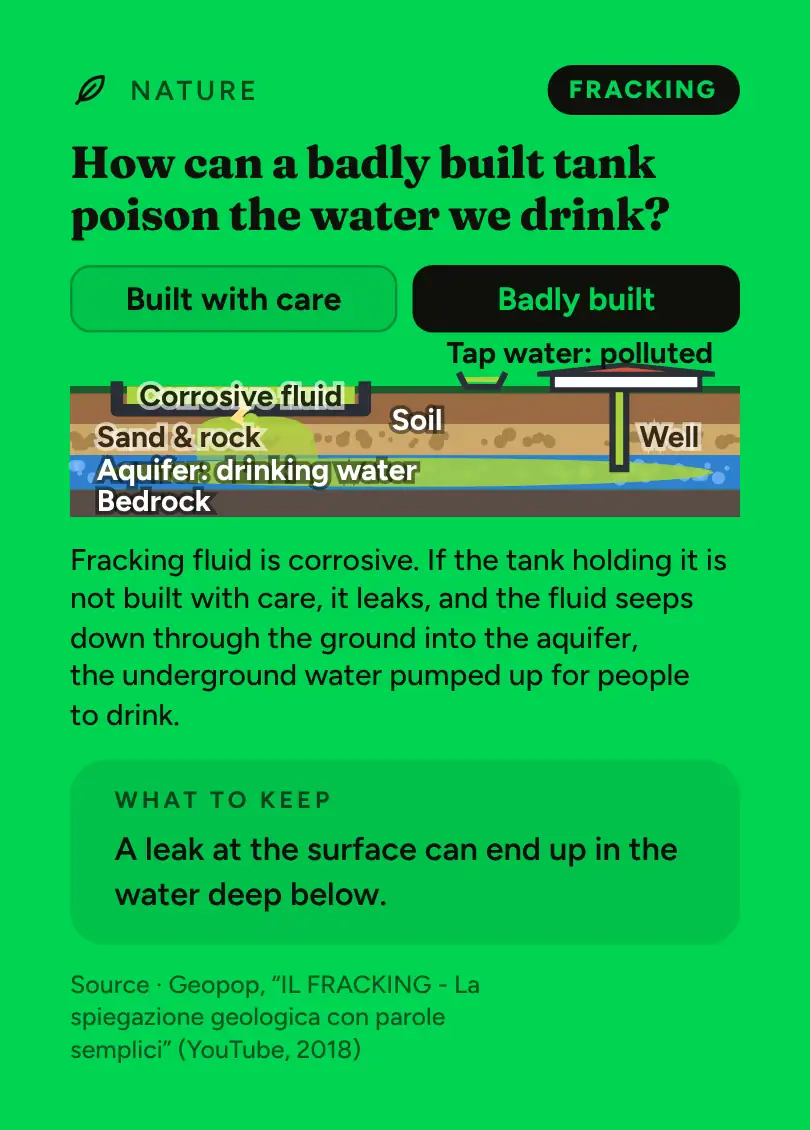 NATURE
FRACKING
How can a badly built tank
poison the water we drink?
Built with care
Badly built
Tap water: polluted
Corrosive fluid
Soil
Sand & rock
Well
Aquifer: drinking water
Bedrock
Fracking fluid is corrosive. If the tank holding it is
not built with care, it leaks, and the fluid seeps
down through the ground into the aquifer,
the underground water pumped up for people
to drink.
WHAT TO KEEP
A leak at the surface can end up in the
water deep below.
Source · Geopop, “IL FRACKING - La
spiegazione geologica con parole
semplici” (YouTube, 2018)